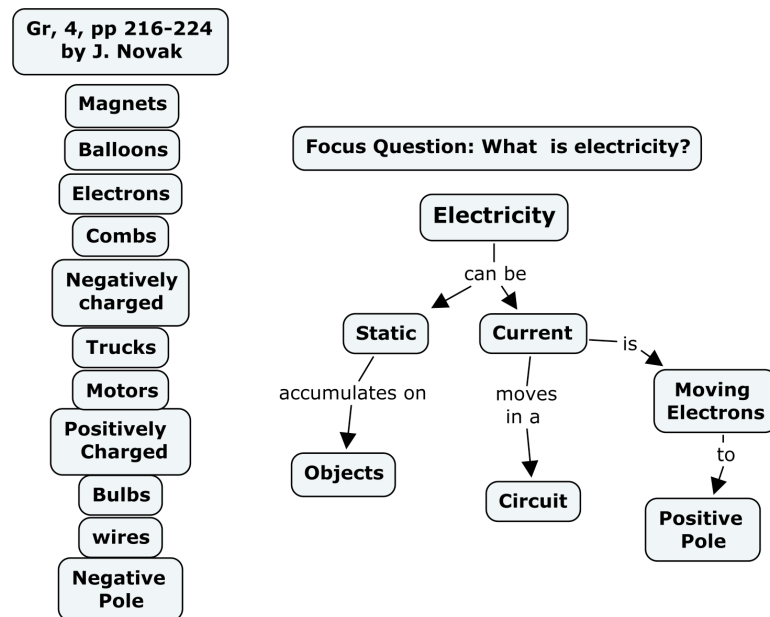 Gr, 4, pp 216-224
by J. Novak
Magnets
Balloons
Electrons
Combs
Negatively
charged
Trucks
Motors
Positively
Charged
Bulbs
wires
Negative
Pole
Focus Question: What is electricity?
Electricity
can be
Static
Current
is
accumulates on
moves
in a
Moving
Electrons
to
Objects
Circuit
Positive
Pole